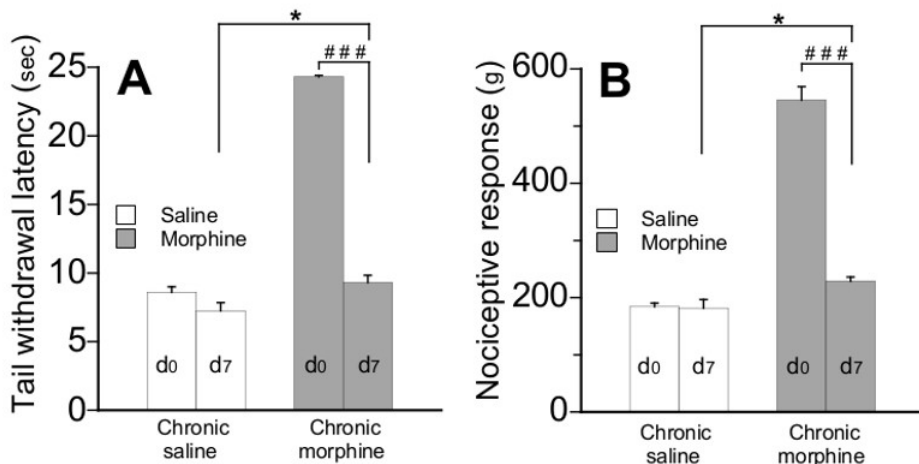 *
# # #
A
Tail withdrawal latency (sec)
25
20
15
10
5
0
Saline
Morphine
d0
d7
d0
d7
Chronic saline
Chronic morphine
*
# # #
B
Nociceptive response (g)
600
400
200
0
Saline
Morphine
d0
d7
d0
d7
Chronic saline
Chronic morphine